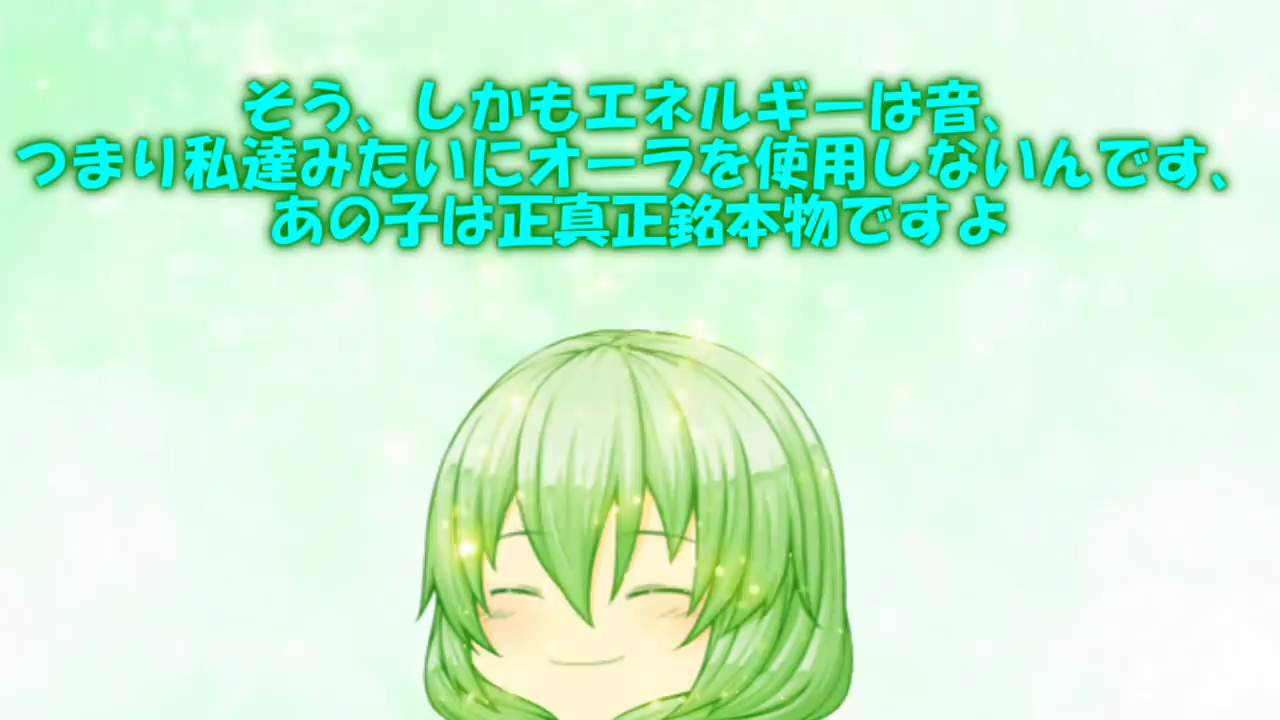 そう、しかもエネルギーは音、
つまり私達みたいにオーラを使用しないんです、
あの子は正真正銘本物ですよ